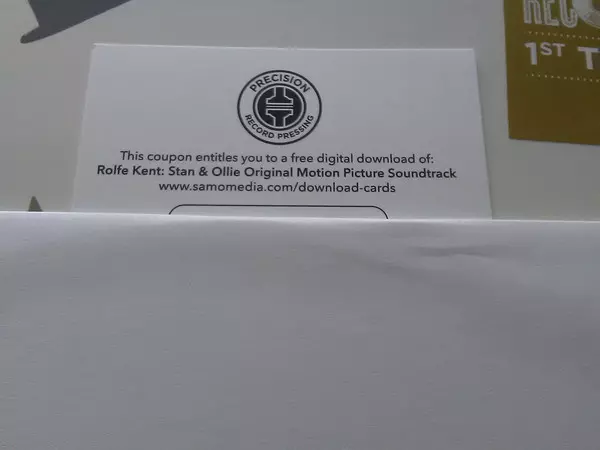 PRECISION
RECORD PRESSING
This coupon entitles you to a free digital download of:
Rolfe Kent: Stan & Ollie Original Motion Picture Soundtrack
www.samomedia.com/download-cards
1ST T